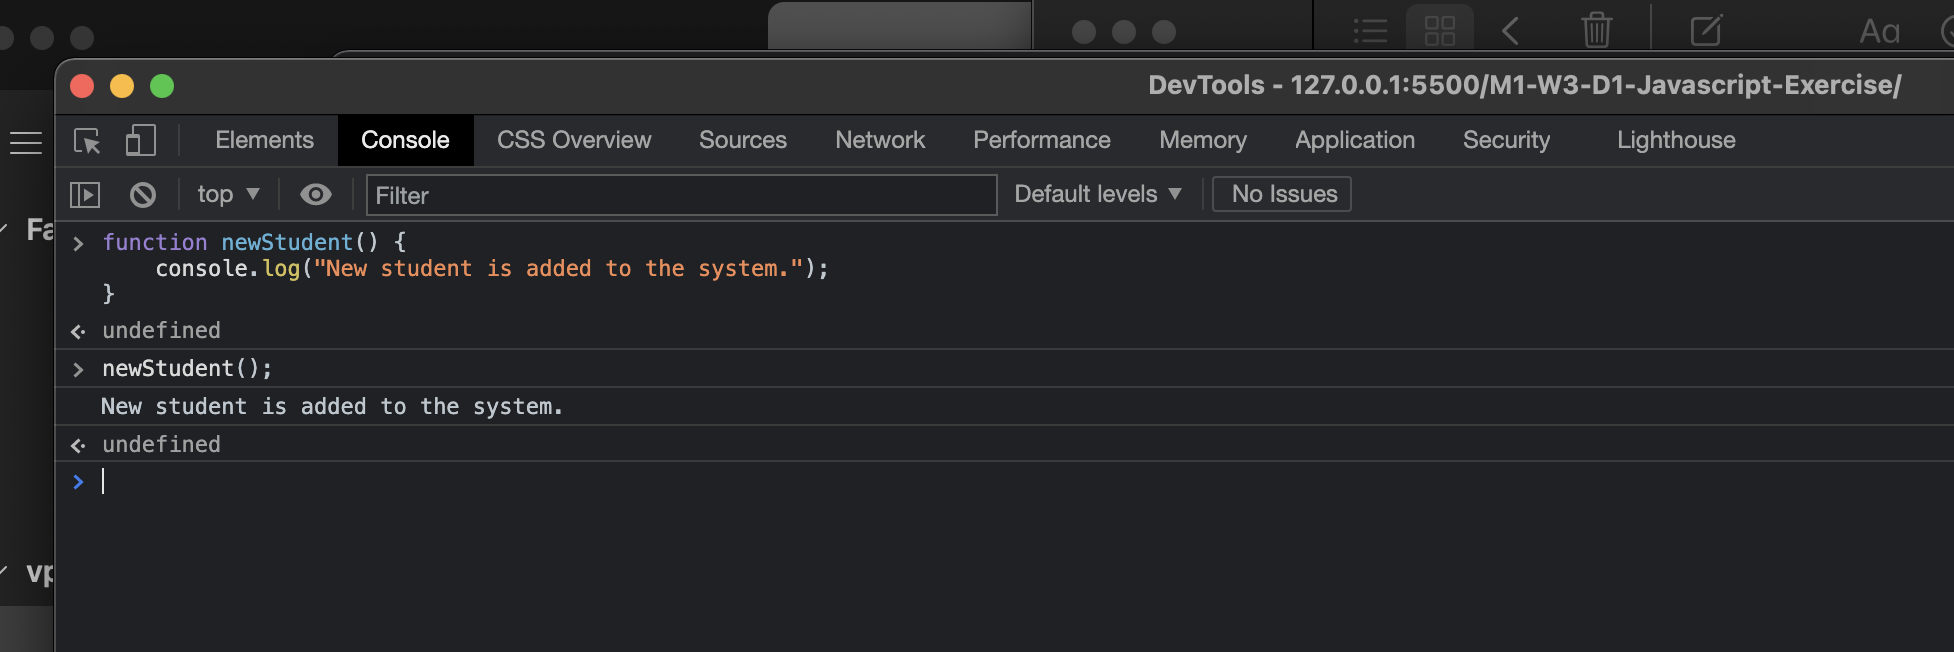 Aa
DevTools - 127.0.0.1:5500/M1-W3-D1-Javascript-Exercise/
Elements Console CSS Overview Sources Network Performance Memory Application Security Lighthouse
top Filter Default levels No Issues
Fa
function newStudent() {
console.log("New student is added to the system.");
}
undefined
newStudent();
New student is added to the system.
undefined
vp